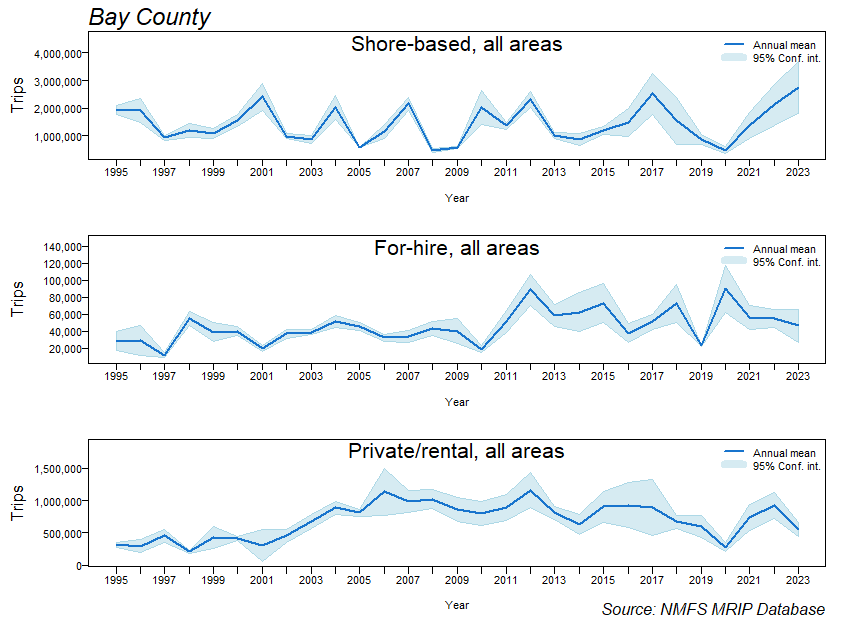 Bay County
Shore-based, all areas
Annual mean
95% Conf. int.
Trips
4,000,000
3,000,000
2,000,000
1,000,000
1995 1997 1999 2001 2003 2005 2007 2009 2011 2013 2015 2017 2019 2021 2023
Year
For-hire, all areas
Annual mean
95% Conf. int.
Trips
140,000
120,000
100,000
80,000
60,000
40,000
20,000
1995 1997 1999 2001 2003 2005 2007 2009 2011 2013 2015 2017 2019 2021 2023
Year
Private/rental, all areas
Annual mean
95% Conf. int.
Trips
1,500,000
1,000,000
500,000
0
1995 1997 1999 2001 2003 2005 2007 2009 2011 2013 2015 2017 2019 2021 2023
Year
Source: NMFS MRIP Database